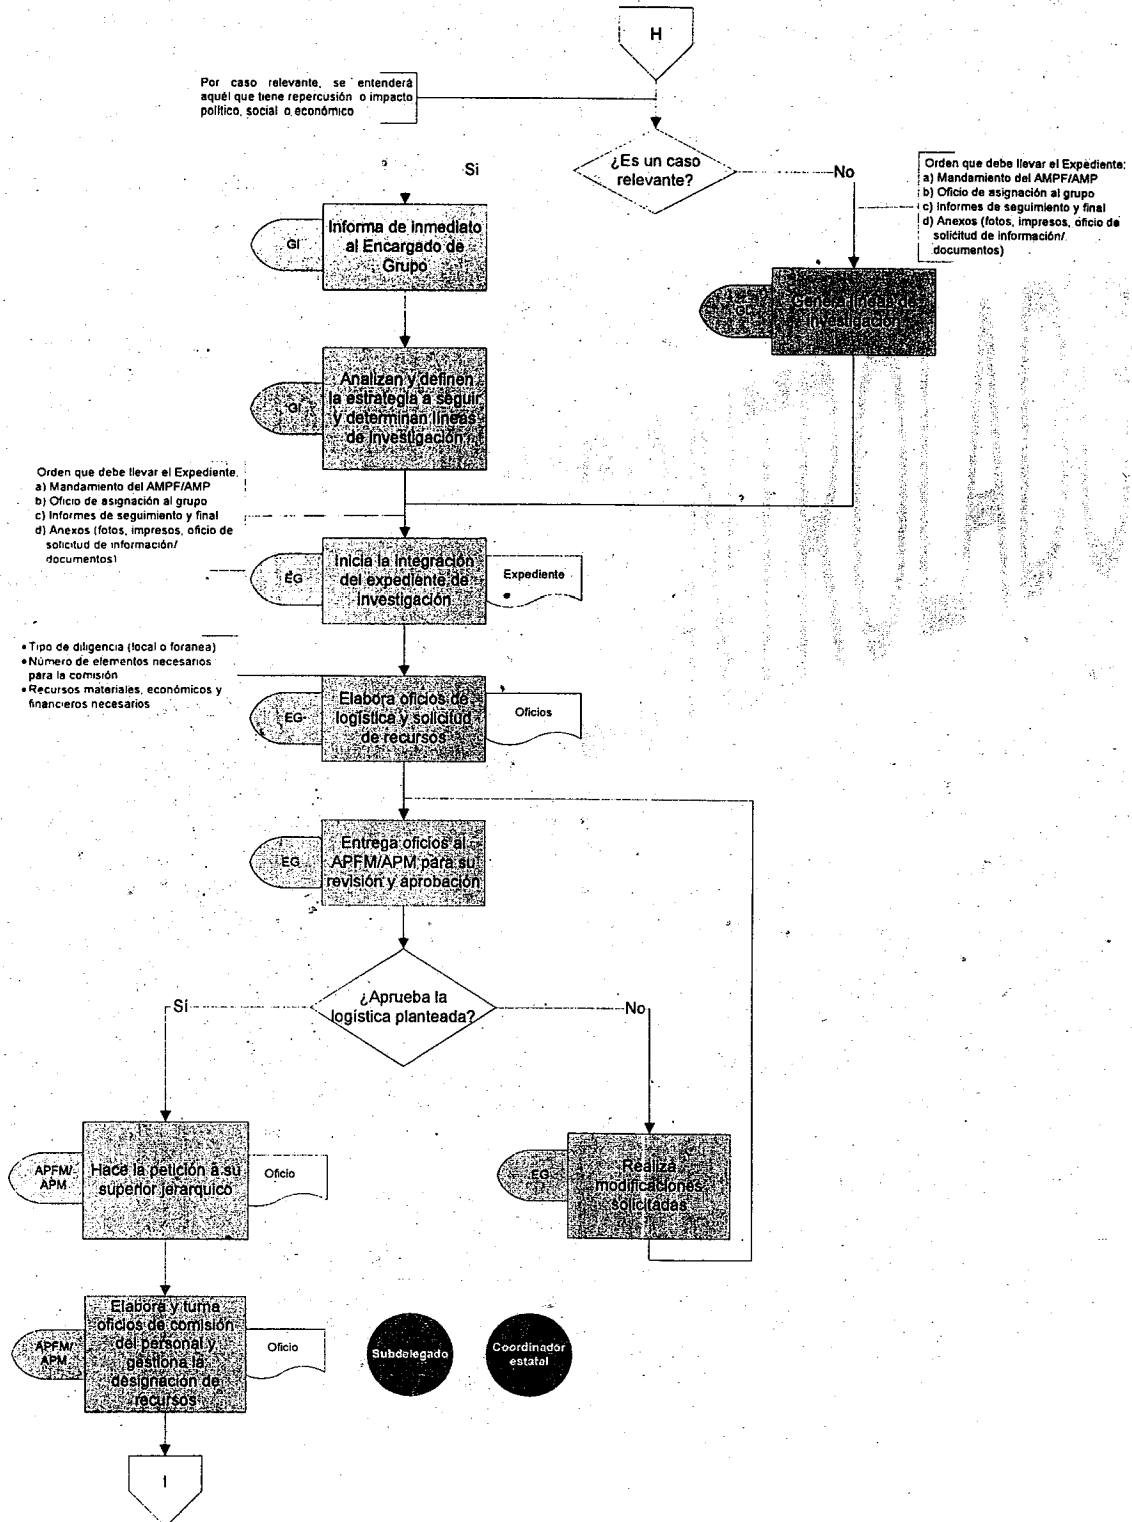 H
Por caso relevante, se entenderá
aquél que tiene repercusión o impacto
político, social o económico
¿Es un caso
relevante?
Si
No
Orden que debe llevar el Expediente:
a) Mandamiento del AMPF/AMP
b) Oficio de asignación al grupo
c) Informes de seguimiento y final
d) Anexos (fotos, impresos, oficio de
solicitud de información/
documentos)
GI
Informa de Inmediato
al Encargado de
Grupo
Genera líneas de
investigación
GI
Analizan y definen
la estrategia a seguir
y determinan líneas
de Investigación
Orden que debe llevar el Expediente.
a) Mandamiento del AMPF/AMP
b) Oficio de asignación al grupo
c) Informes de seguimiento y final
d) Anexos (fotos, impresos, oficio de
solicitud de información/
documentos)
EG
Inicia la integración
del expediente de
Investigación
Expediente
• Tipo de diligencia (local o foranea)
• Número de elementos necesarios
para la comisión
• Recursos materiales, económicos y
financieros necesarios
EG
Elabora oficios de
logística y solicitud
de recursos
Oficios
EG
Entrega oficios al
APFM/APM para su
revisión y aprobación
¿Aprueba la
logística planteada?
Sí
No
APFM/
APM
Hace la petición a su
superior jerarquico
Oficio
EG
Realiza
modificaciones
solicitadas
APFM/
APM
Elabora y turna
oficios de comisión
del personal y
gestiona la
designación de
recursos
Oficio
Subdelegado
Coordinador
estatal
I